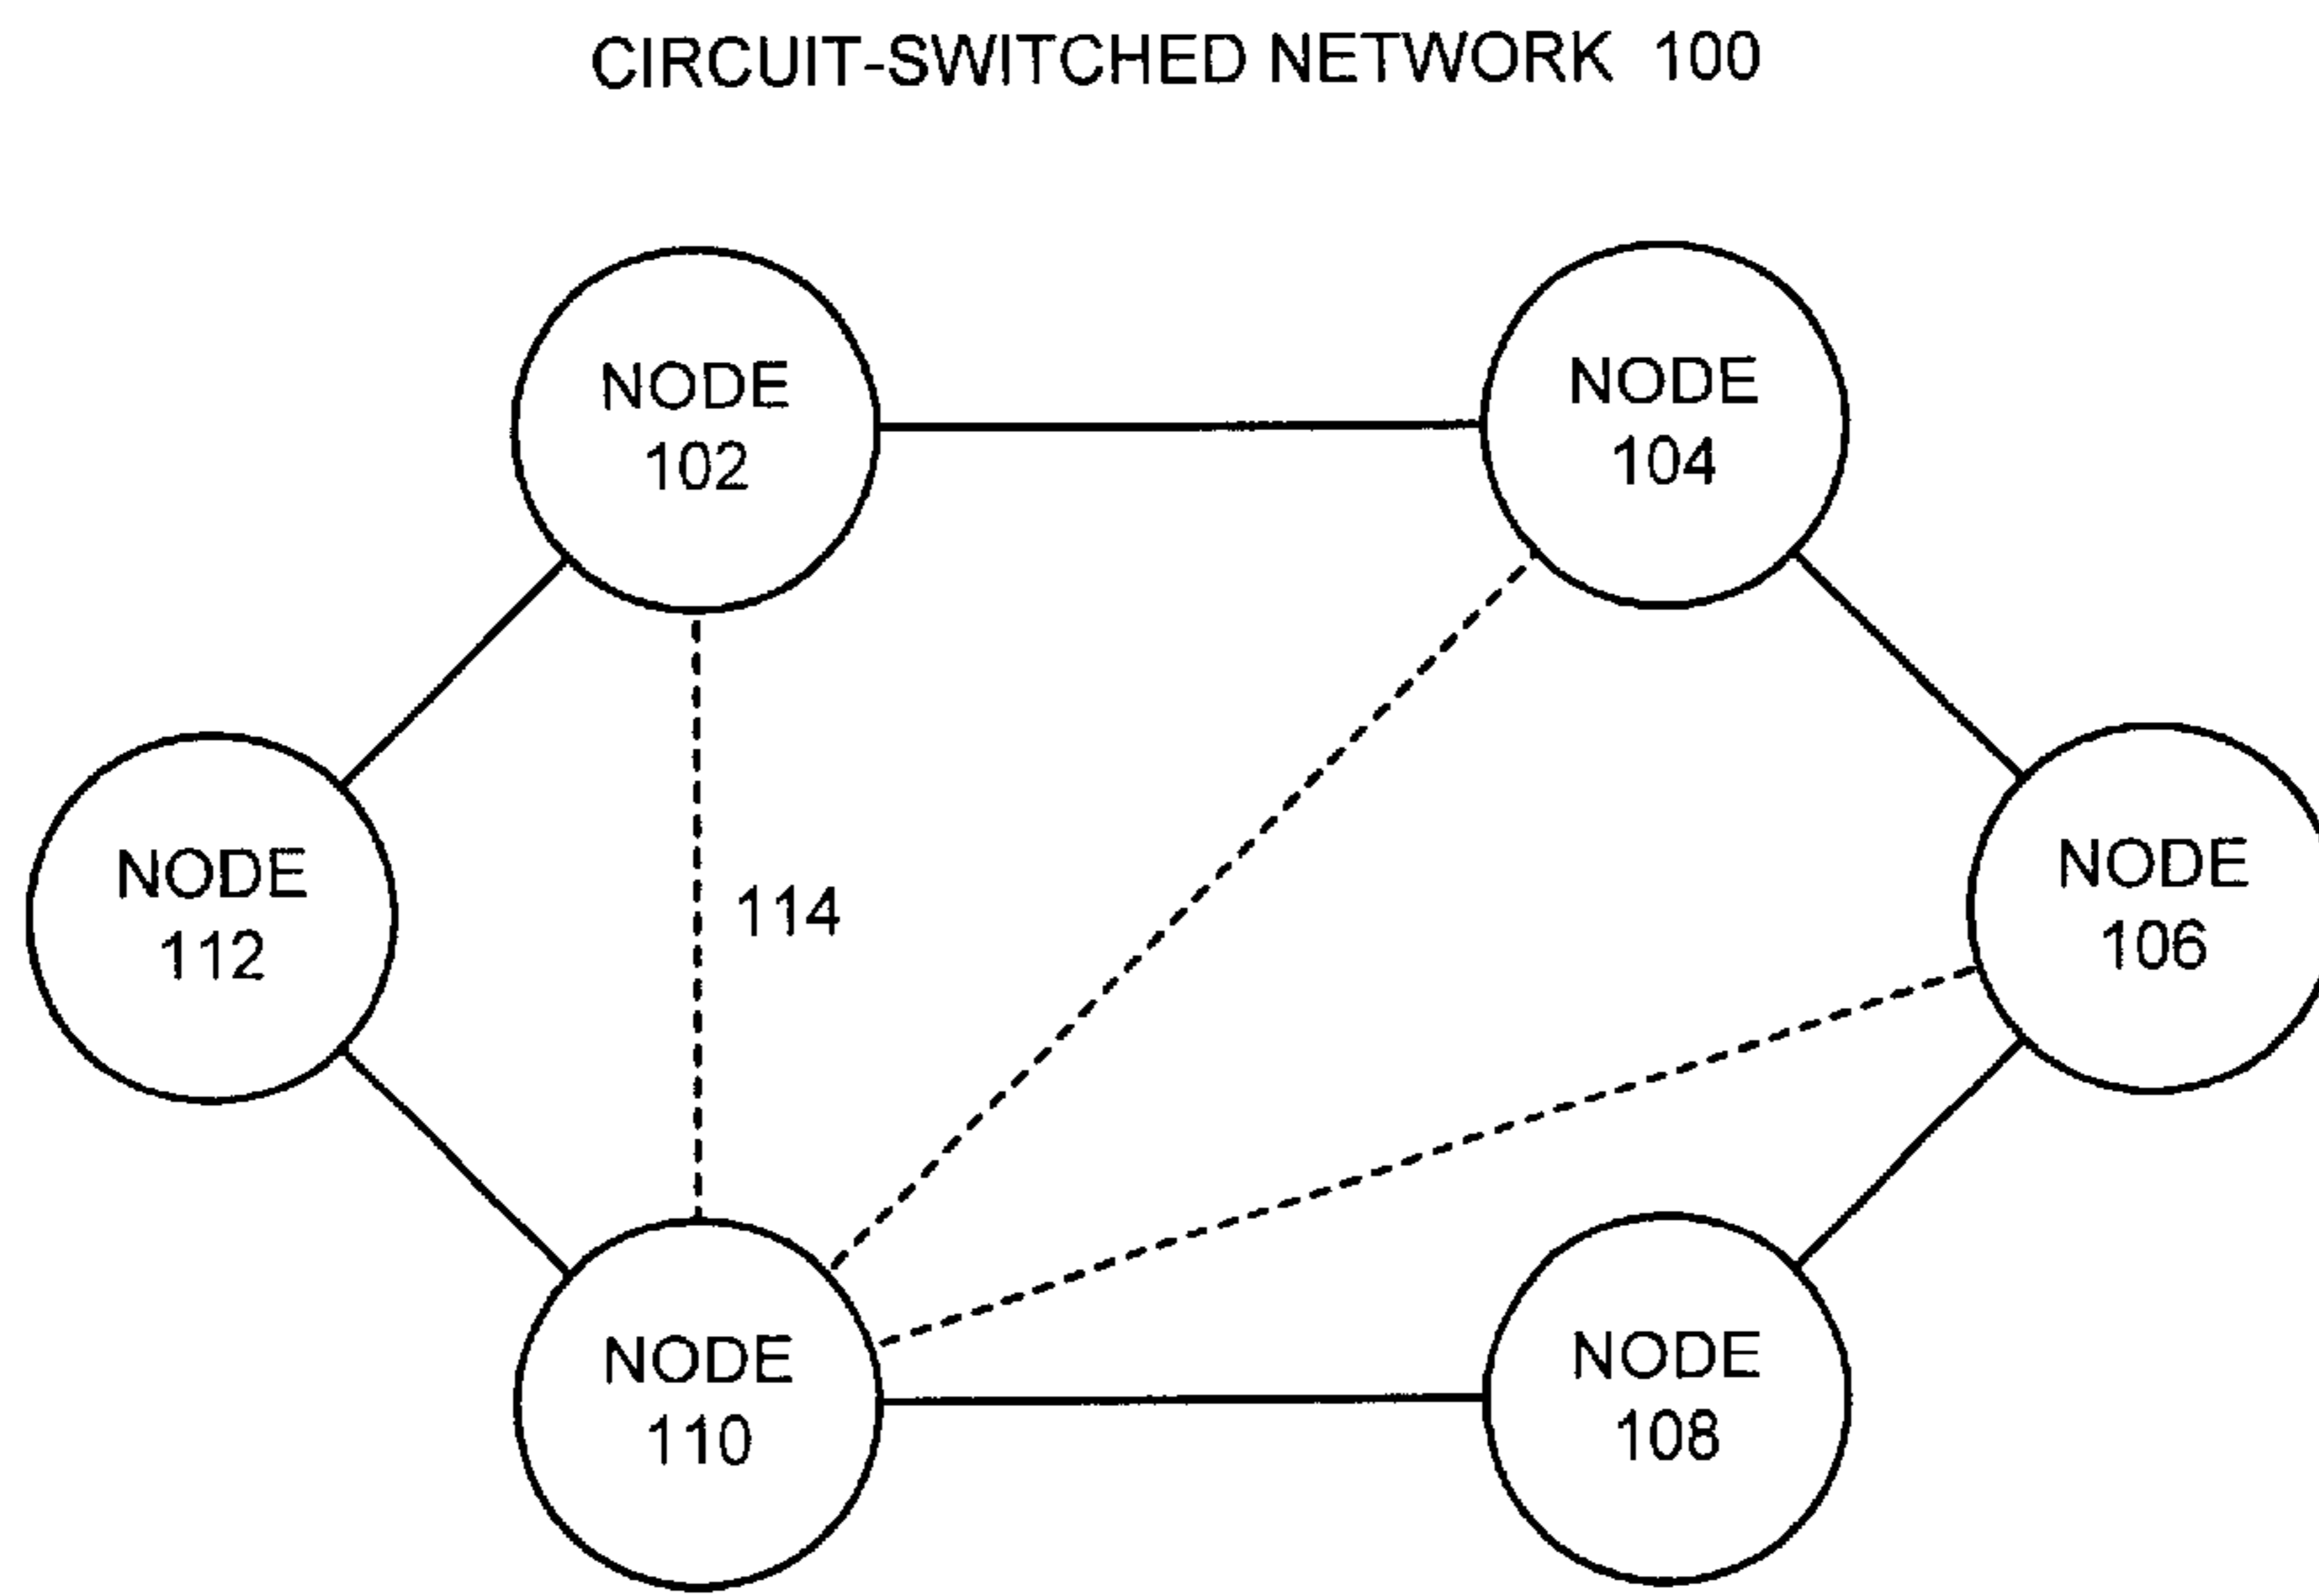 CIRCUIT-SWITCHED NETWORK 100
NODE
102
NODE
104
NODE
112
114
NODE
106
NODE
110
NODE
108